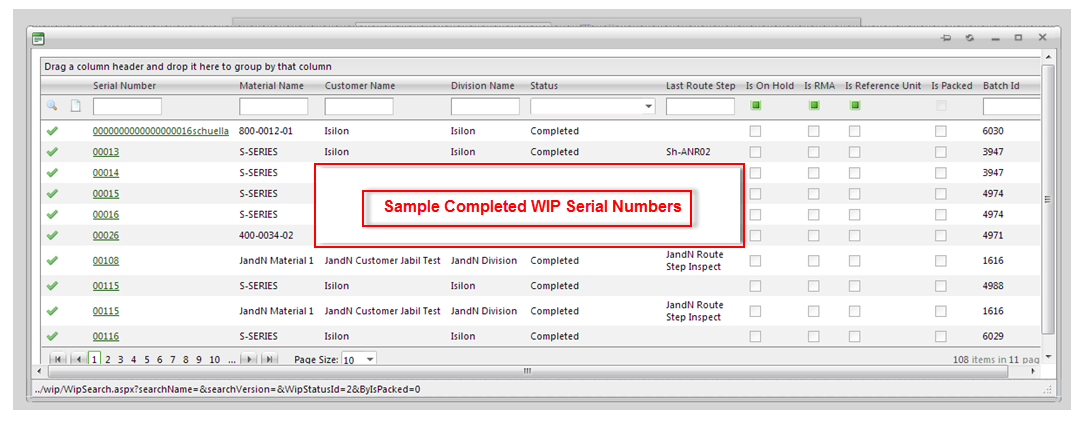 Drag a column header and drop it here to group by that column
Serial Number Material Name Customer Name Division Name Status Last Route Step Is On Hold Is RMA Is Reference Unit Is Packed Batch Id
0000000000000000016schuella 800-0012-01 Isilon Isilon Completed 6030
00013 S-SERIES Isilon Isilon Completed Sh-ANR02 3947
00014 S-SERIES 3947
00015 S-SERIES 4974
Sample Completed WIP Serial Numbers
00016 S-SERIES 4974
00026 400-0034-02 4971
00108 JandN Material 1 JandN Customer Jabil Test JandN Division Completed JandN Route Step Inspect 1616
00115 S-SERIES Isilon Isilon Completed 4988
00115 JandN Material 1 JandN Customer Jabil Test JandN Division Completed JandN Route Step Inspect 1616
00116 S-SERIES Isilon Isilon Completed 6029
1 2 3 4 5 6 7 8 9 10 ... Page Size: 10 108 items in 11 pag
../wip/WipSearch.aspx?searchName=&searchVersion=&WipStatusId=2&ByIsPacked=0